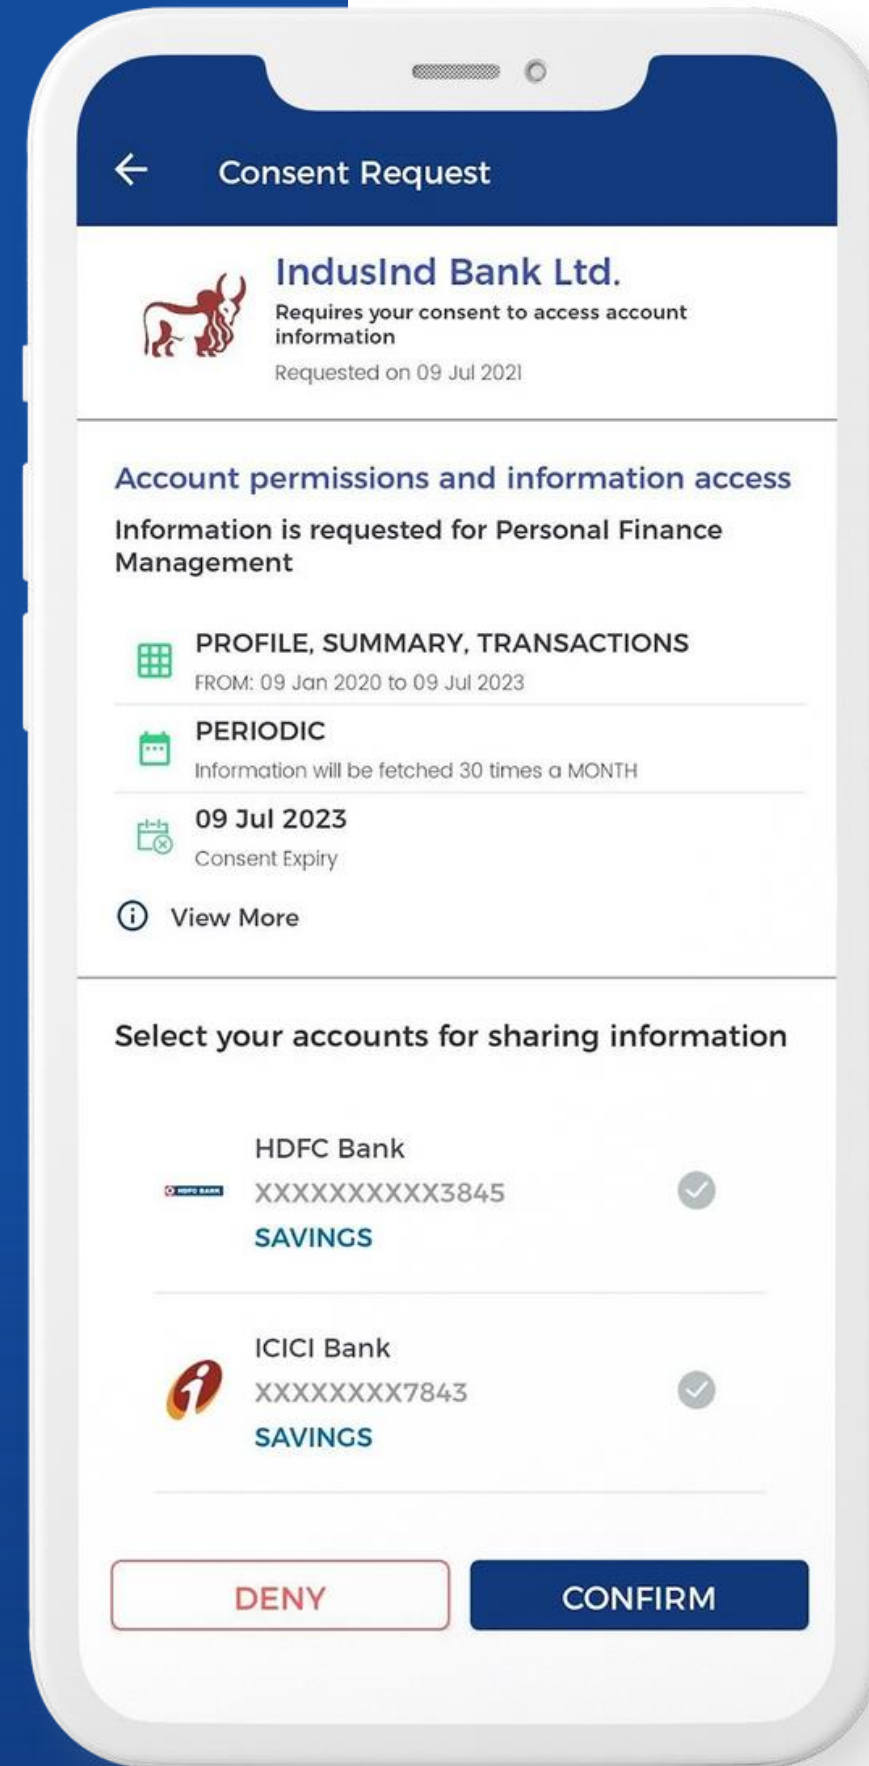 Consent Request
IndusInd Bank Ltd.
Requires your consent to access account
information
Requested on 09 Jul 2021
Account permissions and information access
Information is requested for Personal Finance
Management
PROFILE, SUMMARY, TRANSACTIONS
FROM: 09 Jan 2020 to 09 Jul 2023
PERIODIC
Information will be fetched 30 times a MONTH
09 Jul 2023
Consent Expiry
View More
Select your accounts for sharing information
HDFC Bank
HDFC BANK
XXXXXXXXXX3845
SAVINGS
ICICI Bank
XXXXXXXX7843
SAVINGS
DENY
CONFIRM